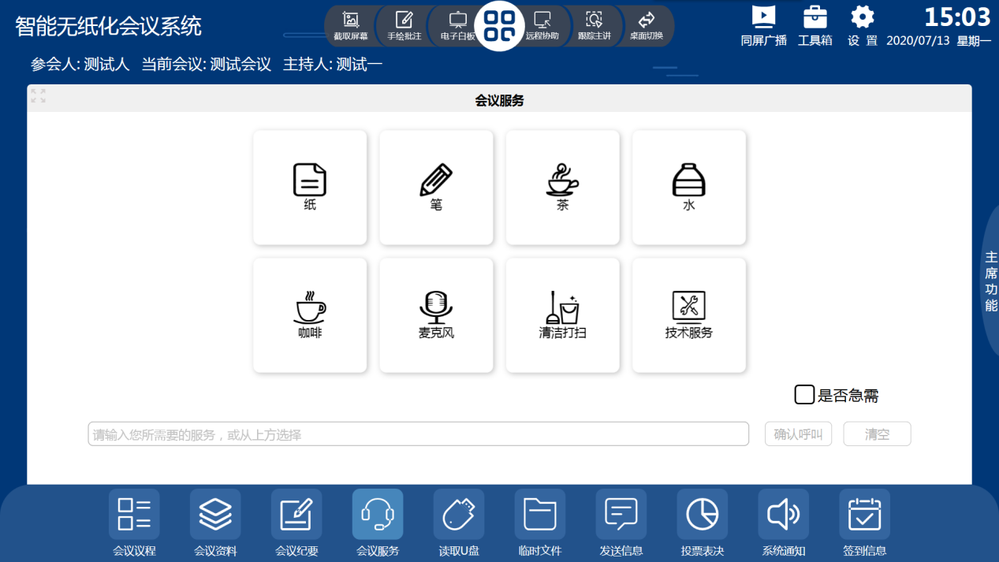 智能无纸化会议系统
截取屏幕
手绘批注
电子白板
远程协助
跟踪主讲
桌面切换
同屏广播
工具箱
设 置
15:03
2020/07/13 星期一
参会人: 测试人 当前会议: 测试会议 主持人: 测试一
会议服务
纸
笔
茶
水
咖啡
麦克风
清洁打扫
技术服务
主席功能
是否急需
请输入您所需要的服务，或从上方选择
确认呼叫
清空
会议议程
会议资料
会议纪要
会议服务
读取U盘
临时文件
发送信息
投票表决
系统通知
签到信息